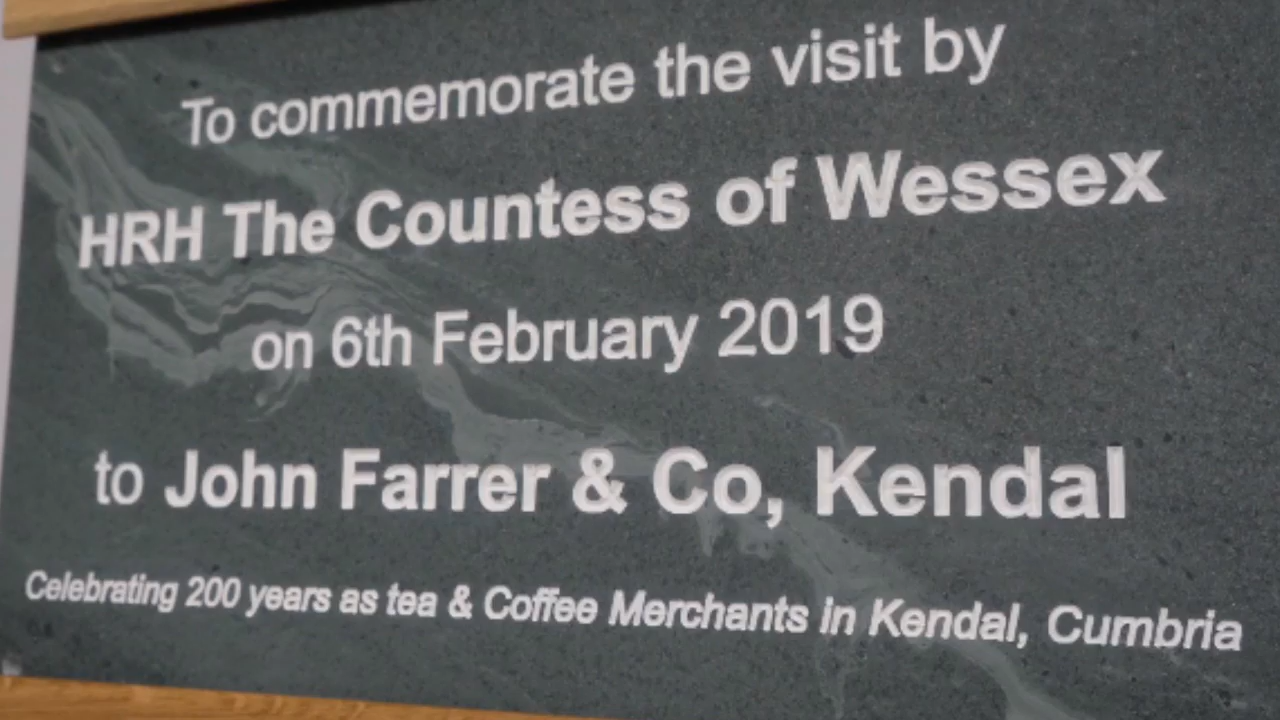 To commemorate the visit by
HRH The Countess of Wessex
on 6th February 2019
to John Farrer & Co, Kendal
Celebrating 200 years as tea & Coffee Merchants in Kendal, Cumbria